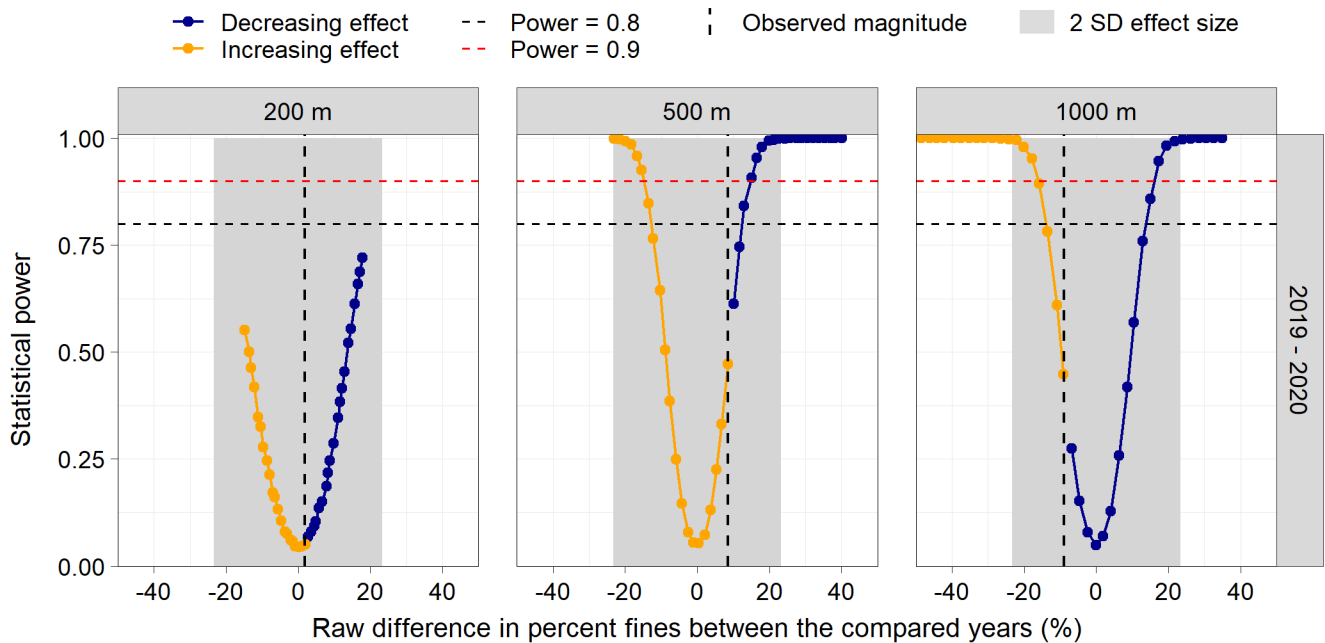 Decreasing effect Power = 0.8 Observed magnitude 2 SD effect size
Increasing effect Power = 0.9
200 m 500 m 1000 m
1.00
0.75
0.50
0.25
0.00
Statistical power
2019 - 2020
-40 -20 0 20 40 -40 -20 0 20 40 -40 -20 0 20 40
Raw difference in percent fines between the compared years (%)